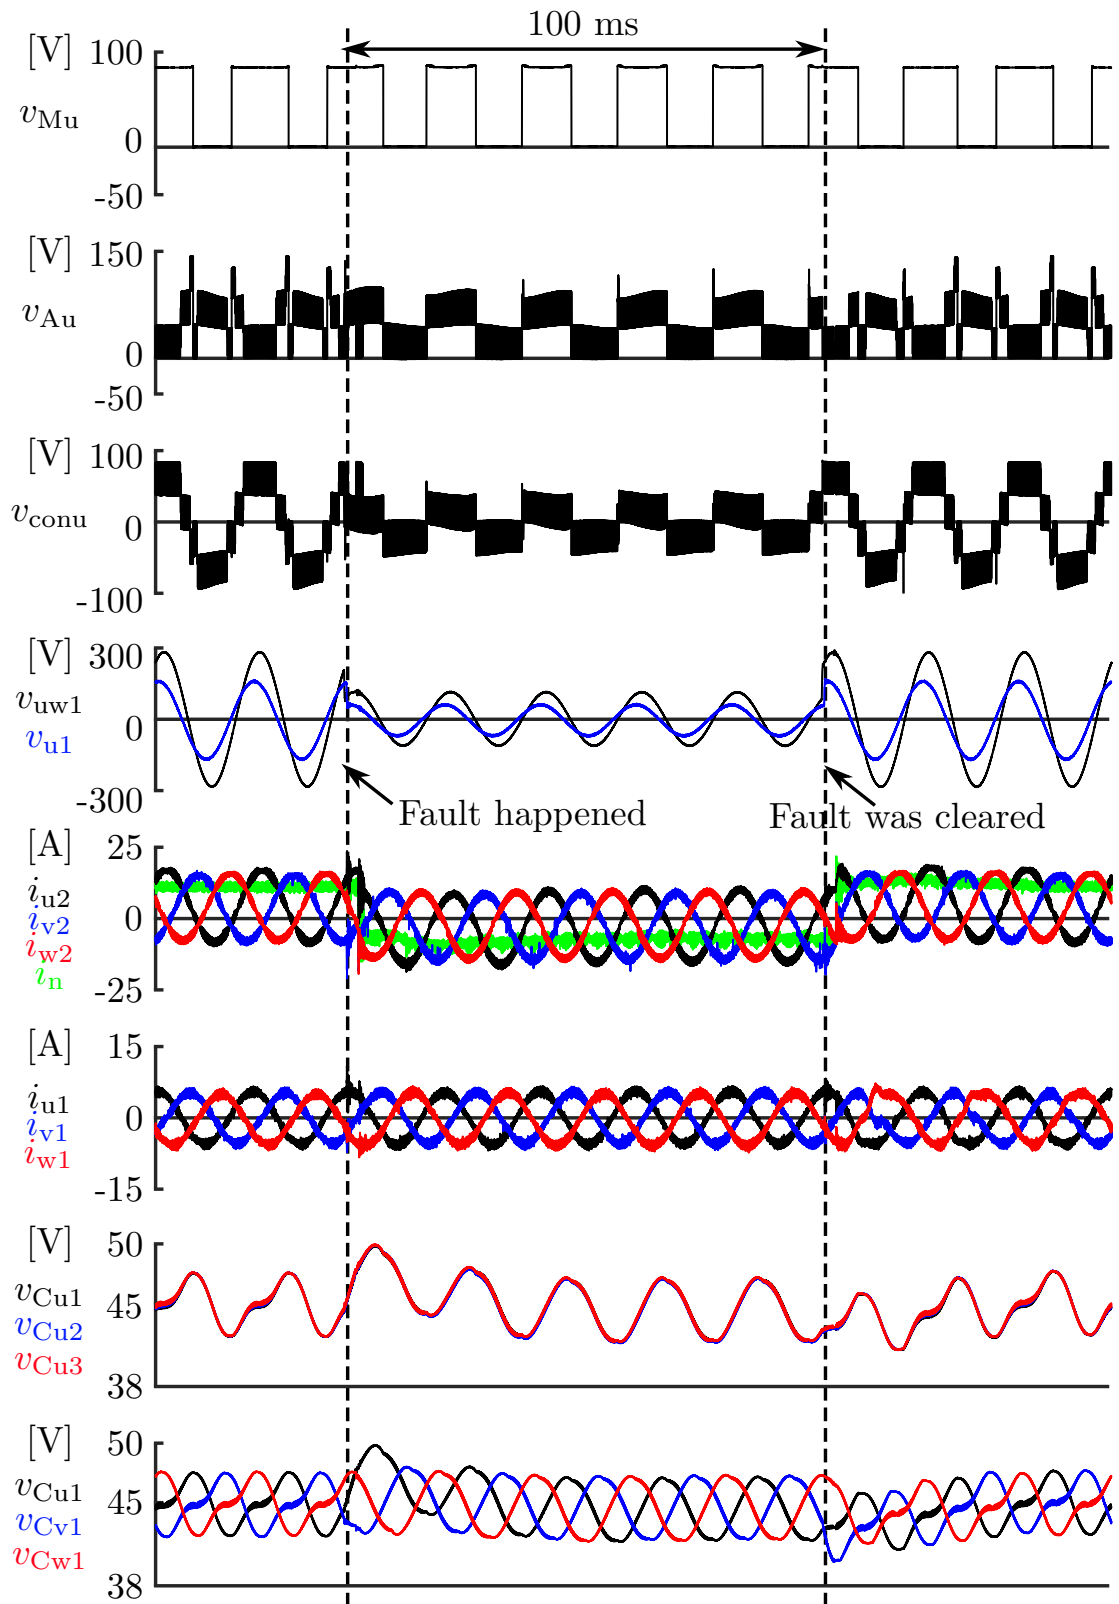 100 ms
[V] 100
v_Mu
0
-50
[V] 150
v_Au
0
-50
[V] 100
v_conu
0
-100
[V] 300
v_uw1
0
v_u1
-300
Fault happened
Fault was cleared
[A] 25
i_u2
0
i_v2
i_w2
i_n
-25
[A] 15
i_u1
0
i_v1
i_w1
-15
[V] 50
v_Cu1
45
v_Cu2
v_Cu3
38
[V] 50
v_Cu1
45
v_Cv1
v_Cw1
38